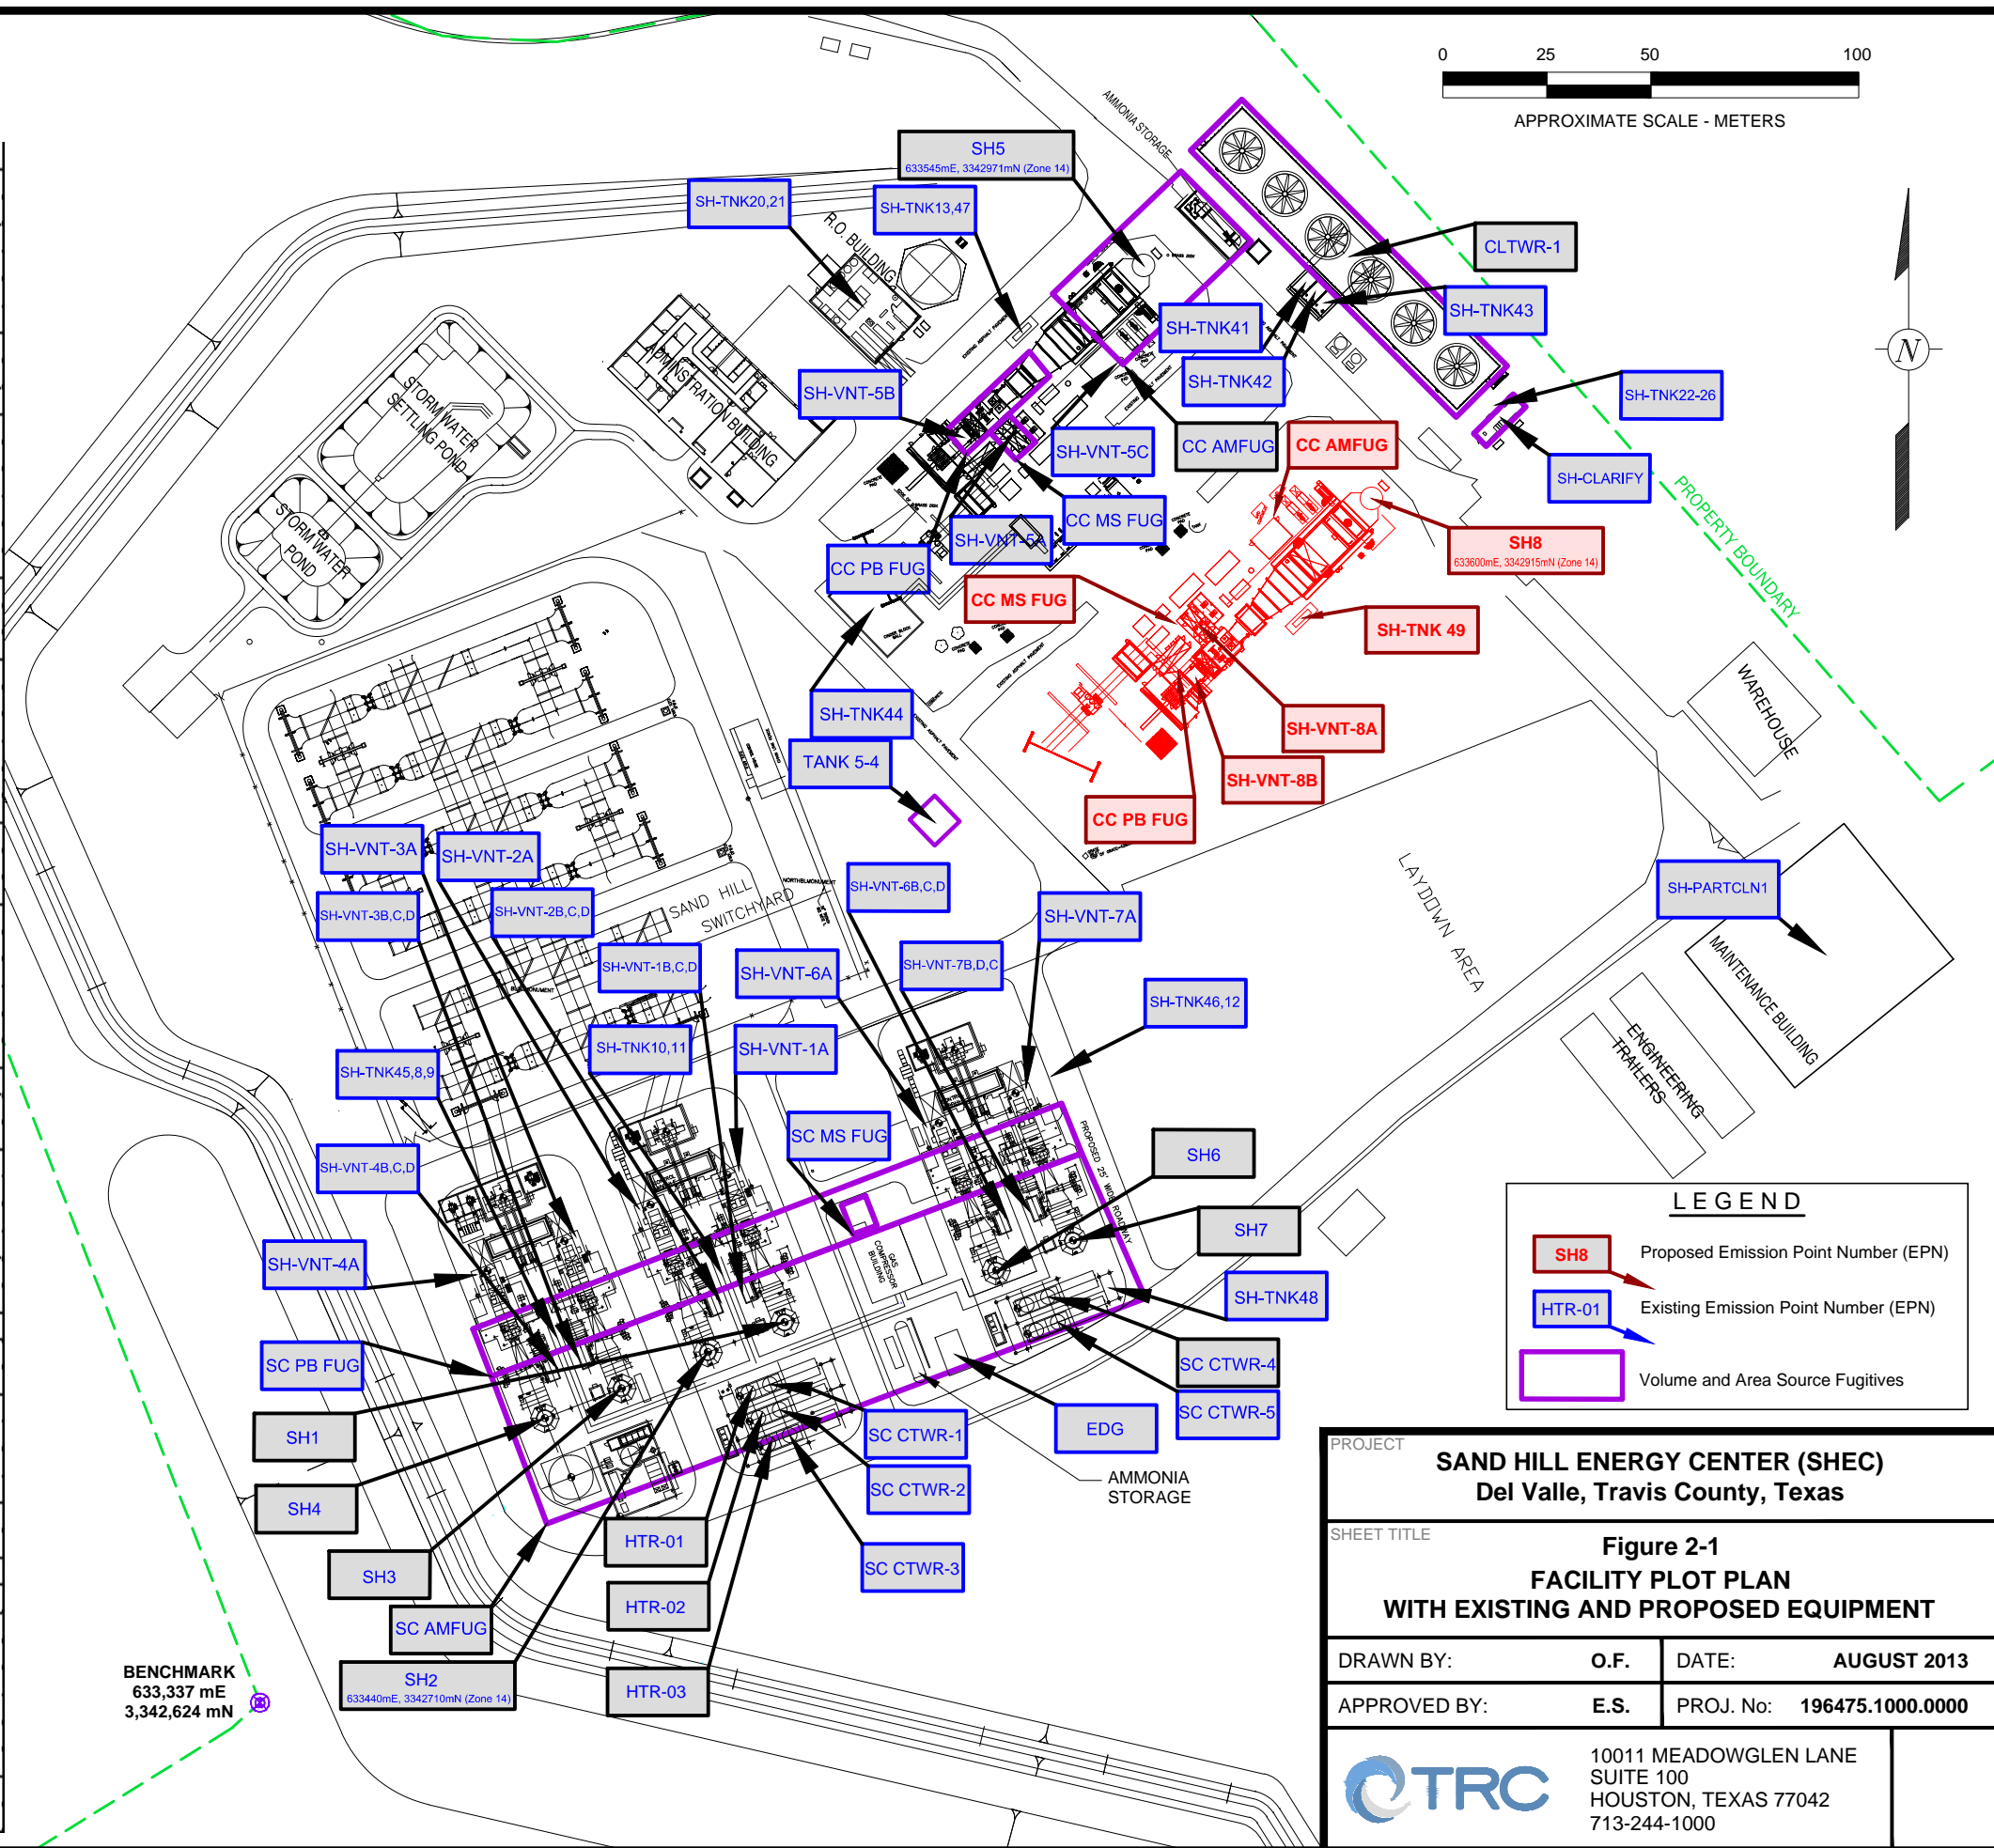 0 25 50 100
APPROXIMATE SCALE - METERS
AMMONIA STORAGE
SH5
633545mE, 3342971mN (Zone 14)
SH-TNK20,21
SH-TNK13,47
R.O. BUILDING
CLTWR-1
SH-TNK43
SH-TNK41
SH-TNK42
N
ADMINSTRATION BUILDING
STORM WATER
SETTLING POND
STORM WATER
POND
SH-VNT-5B
SH-TNK22-26
SH-VNT-5C
CC AMFUG
CC AMFUG
SH-CLARIFY
CC MS FUG
SH-VNT-5A
CC PB FUG
SH8
633600mE, 3342915mN (Zone 14)
PROPERTY BOUNDARY
CC MS FUG
SH-TNK 49
WAREHOUSE
SH-TNK44
SH-VNT-8A
TANK 5-4
SH-VNT-8B
CC PB FUG
EXISTING ASPHALT PAVEMENT
SH-VNT-3A
SH-VNT-2A
SH-VNT-3B,C,D
SH-VNT-2B,C,D
SAND HILL
SWITCHYARD
SH-VNT-6B,C,D
SH-VNT-7A
LAYDOWN AREA
SH-PARTCLN1
MAINTENANCE BUILDING
SH-VNT-1B,C,D
SH-VNT-6A
SH-VNT-7B,D,C
SH-TNK46,12
SH-TNK10,11
SH-VNT-1A
SH-TNK45,8,9
ENGINEERING
TRAILERS
SC MS FUG
SH-VNT-4B,C,D
PROPOSED 25' WIDE ROADWAY
SH6
SH7
SH-VNT-4A
GAS
COMPRESSOR
BUILDING
SH-TNK48
SC PB FUG
SC CTWR-4
SC CTWR-5
SH1
SC CTWR-1
EDG
SC CTWR-2
AMMONIA
STORAGE
SH4
HTR-01
SC CTWR-3
SH3
HTR-02
SC AMFUG
SH2
633440mE, 3342710mN (Zone 14)
HTR-03
BENCHMARK
633,337 mE
3,342,624 mN
LEGEND
SH8 Proposed Emission Point Number (EPN)
HTR-01 Existing Emission Point Number (EPN)
Volume and Area Source Fugitives
PROJECT
SAND HILL ENERGY CENTER (SHEC)
Del Valle, Travis County, Texas
SHEET TITLE
Figure 2-1
FACILITY PLOT PLAN
WITH EXISTING AND PROPOSED EQUIPMENT
DRAWN BY: O.F. DATE: AUGUST 2013
APPROVED BY: E.S. PROJ. No: 196475.1000.0000
TRC
10011 MEADOWGLEN LANE
SUITE 100
HOUSTON, TEXAS 77042
713-244-1000